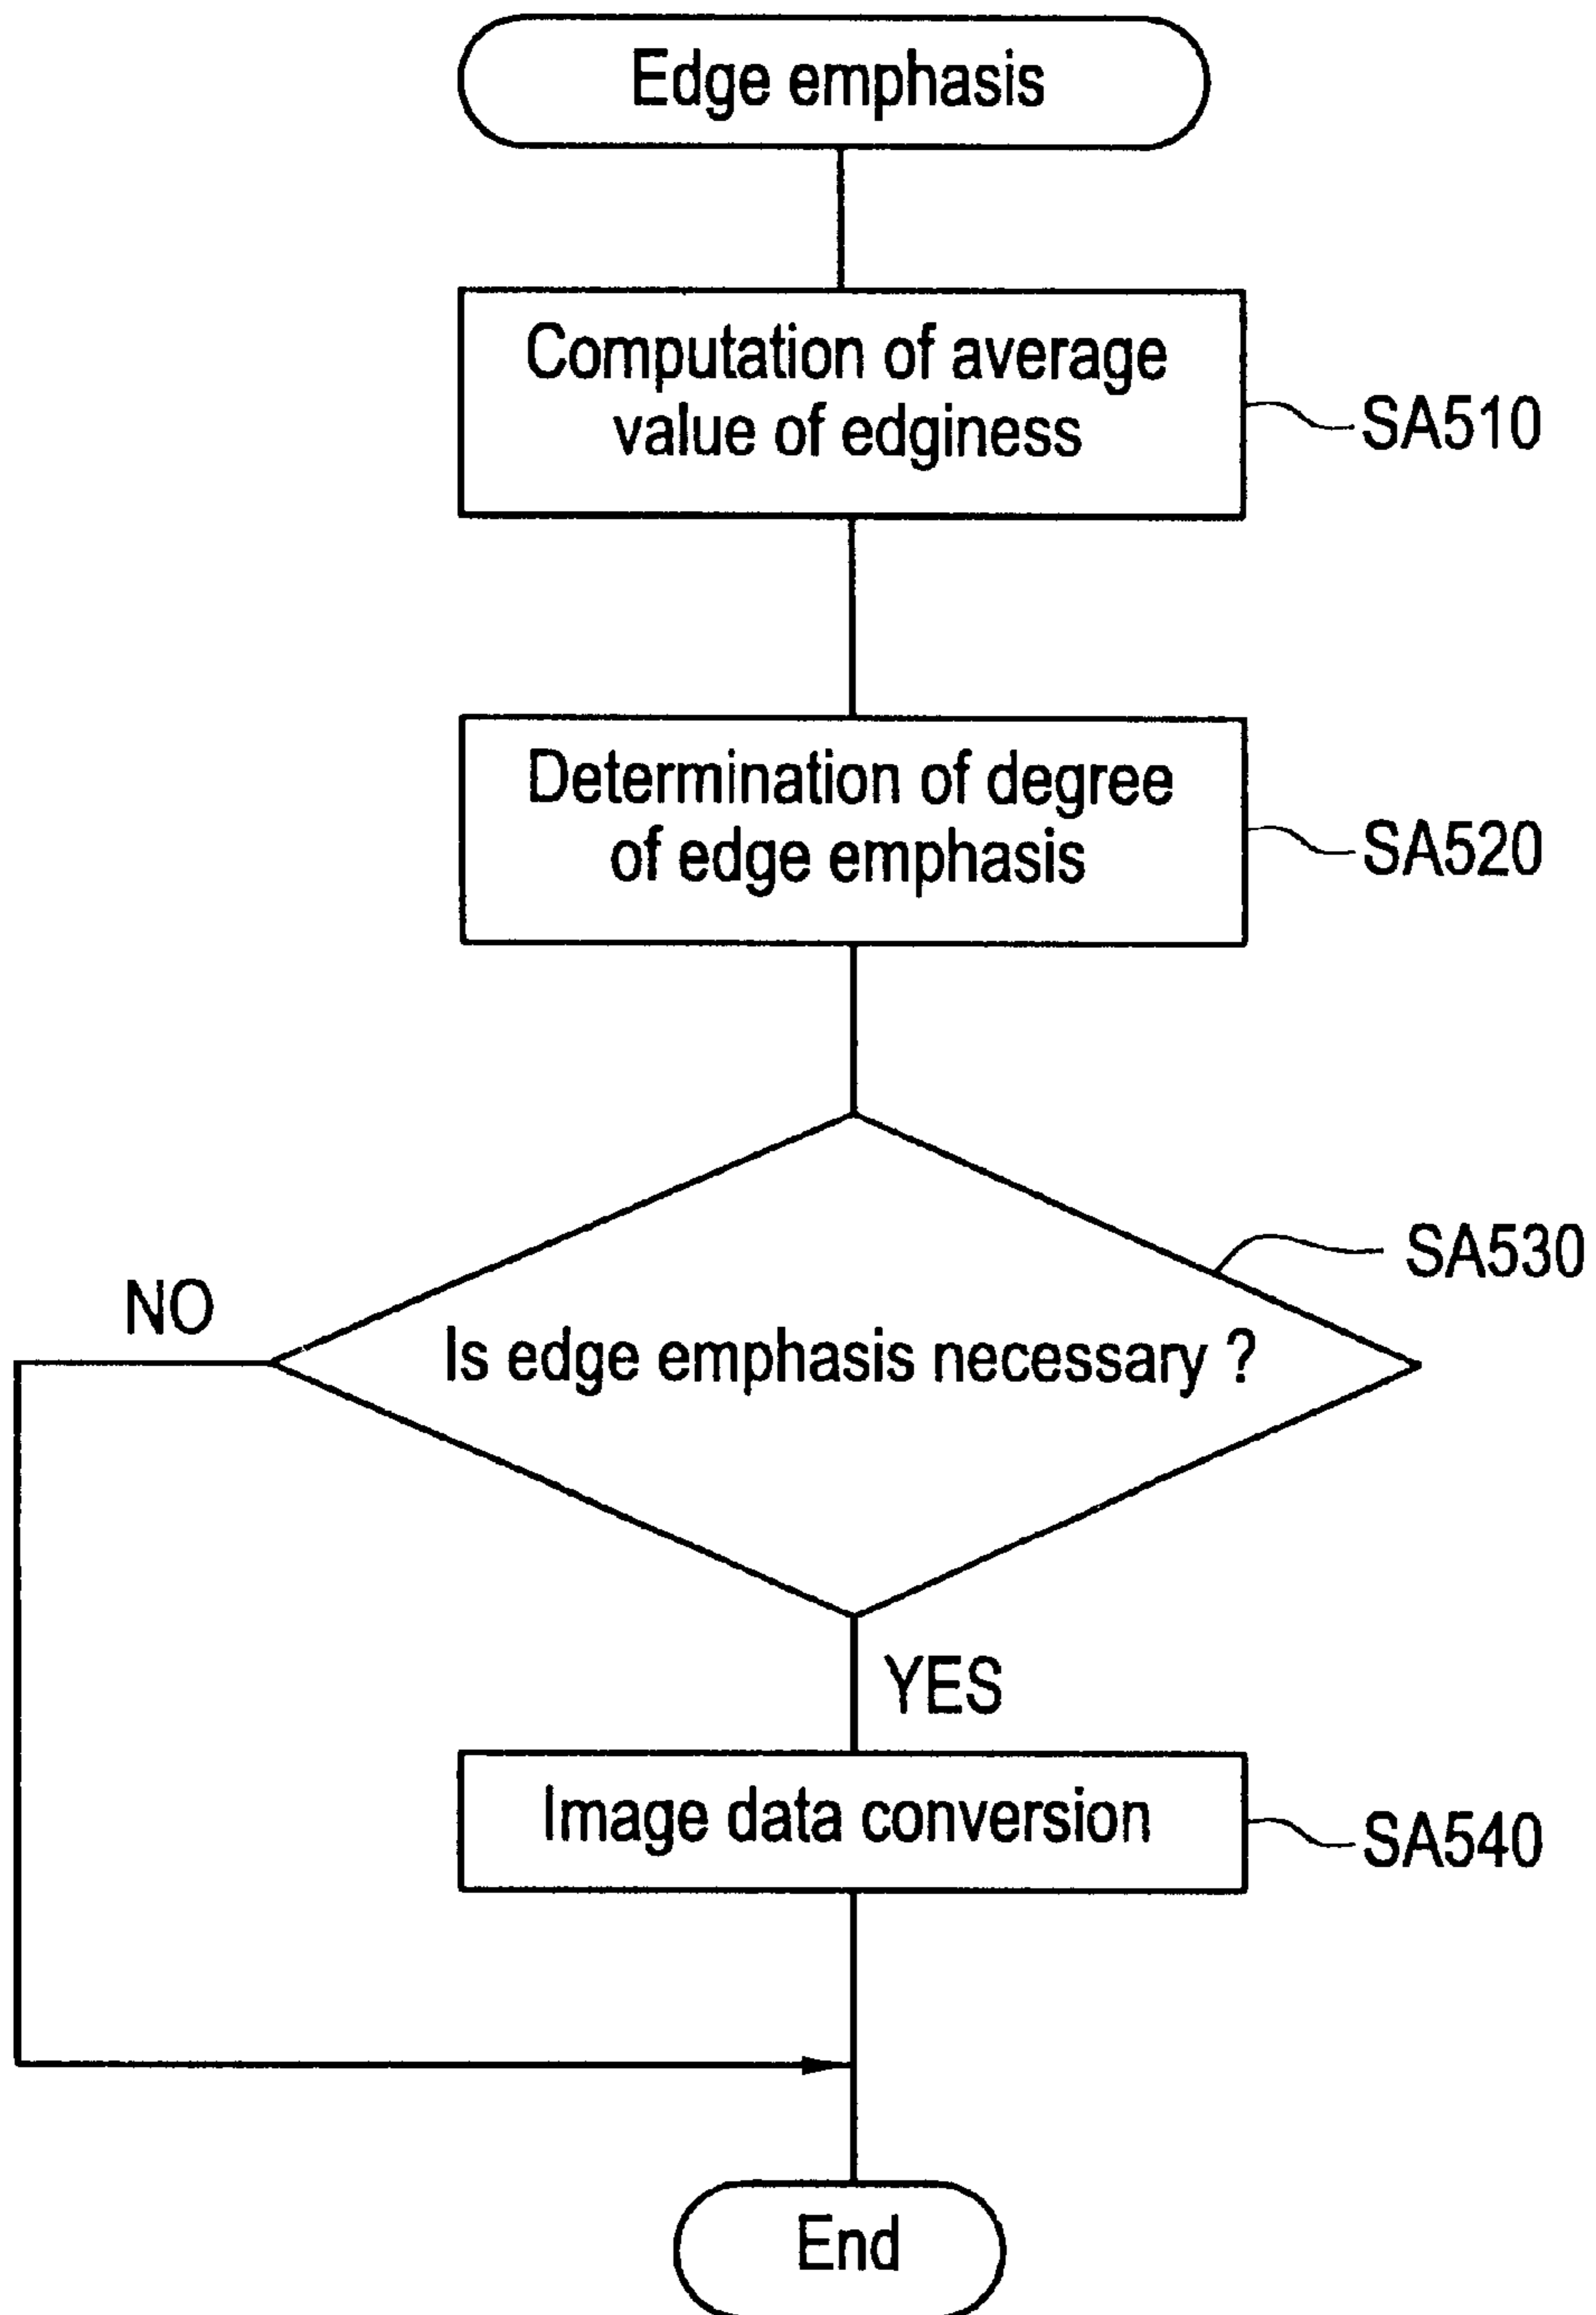 Edge emphasis
Computation of average
value of edginess
SA510
Determination of degree
of edge emphasis
SA520
SA530
NO
Is edge emphasis necessary ?
YES
Image data conversion
SA540
End